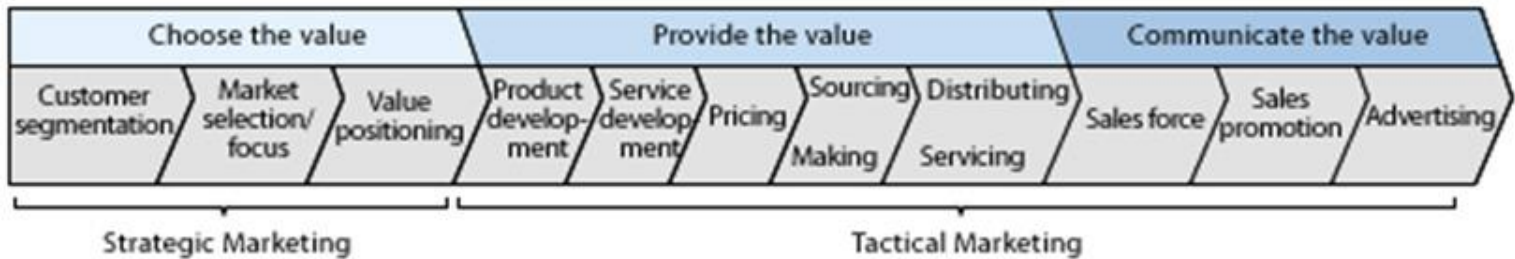 Choose the value
Provide the value
Communicate the value
Customer
segmentation
Market
selection/
focus
Value
positioning
Product
develop-
ment
Service
develop
ment
Pricing
Sourcing
Making
Distributing
Servicing
Sales force
Sales
promotion
Advertising
Strategic Marketing
Tactical Marketing